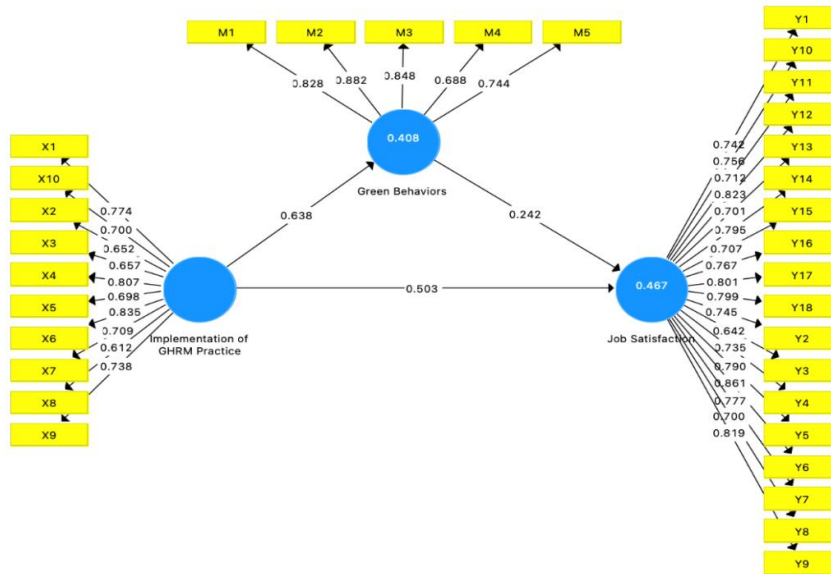 M1
M2
M3
M4
M5
0.828
0.882
0.848
0.688
0.744
0.408
Green Behaviors
X1
X10
X2
X3
X4
X5
X6
X7
X8
X9
0.774
0.700
0.652
0.657
0.807
0.698
0.835
0.709
0.612
0.738
Implementation of
GHRM Practice
0.638
0.242
0.503
0.467
Job Satisfaction
0.742
0.756
0.712
0.823
0.701
0.795
0.707
0.767
0.801
0.799
0.745
0.642
0.735
0.790
0.861
0.777
0.700
0.819
Y1
Y10
Y11
Y12
Y13
Y14
Y15
Y16
Y17
Y18
Y2
Y3
Y4
Y5
Y6
Y7
Y8
Y9